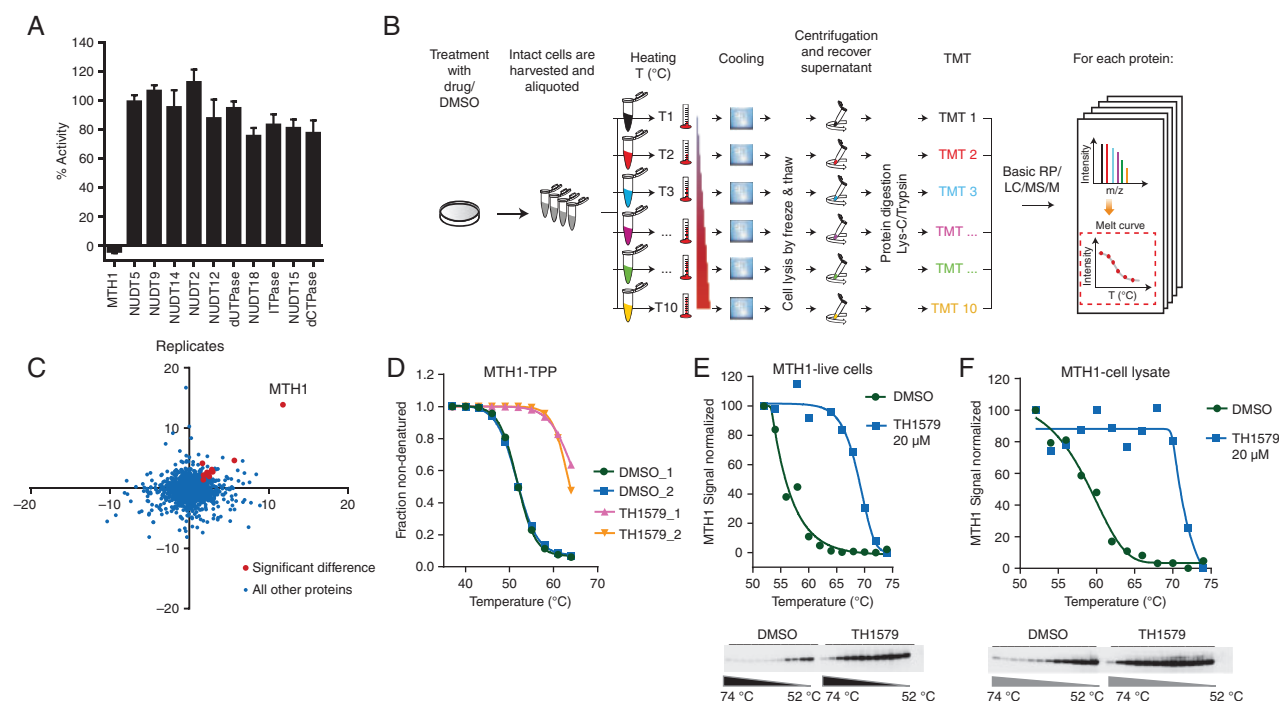 A
% Activity
140
120
100
80
60
40
20
0
MTH1
NUDT5
NUDT9
NUDT14
NUDT2
NUDT12
dUTPase
NUDT18
ITPase
NUDT15
dCTPase
B
Treatment
with
drug/
DMSO
Intact cells are
harvested and
aliquoted
Heating
T (°C)
Cooling
Centrifugation
and recover
supernatant
TMT
For each protein:
T1
T2
T3
...
...
T10
Cell lysis by freeze & thaw
Protein digestion
Lys-C/Trypsin
TMT 1
TMT 2
TMT 3
TMT ...
TMT ...
TMT 10
Basic RP/
LC/MS/M
Intensity
m/z
Melt curve
Intensity
T (°C)
C
Replicates
20
10
−10
−20
−20
−10
10
20
MTH1
Significant difference
All other proteins
D
MTH1-TPP
Fraction non-denatured
1.2
1.0
0.8
0.6
0.4
0.2
0.0
40
50
60
70
Temperature (°C)
DMSO_1
DMSO_2
TH1579_1
TH1579_2
E
MTH1-live cells
MTH1 Signal normalized
120
100
80
60
40
20
0
50
55
60
65
70
75
Temperature (°C)
DMSO
TH1579
20 µM
DMSO
TH1579
74 °C
52 °C
74 °C
52 °C
F
MTH1-cell lysate
MTH1 Signal normalized
120
100
80
60
40
20
0
50
55
60
65
70
75
Temperature (°C)
DMSO
TH1579
20 µM
DMSO
TH1579
74 °C
52 °C
74 °C
52 °C